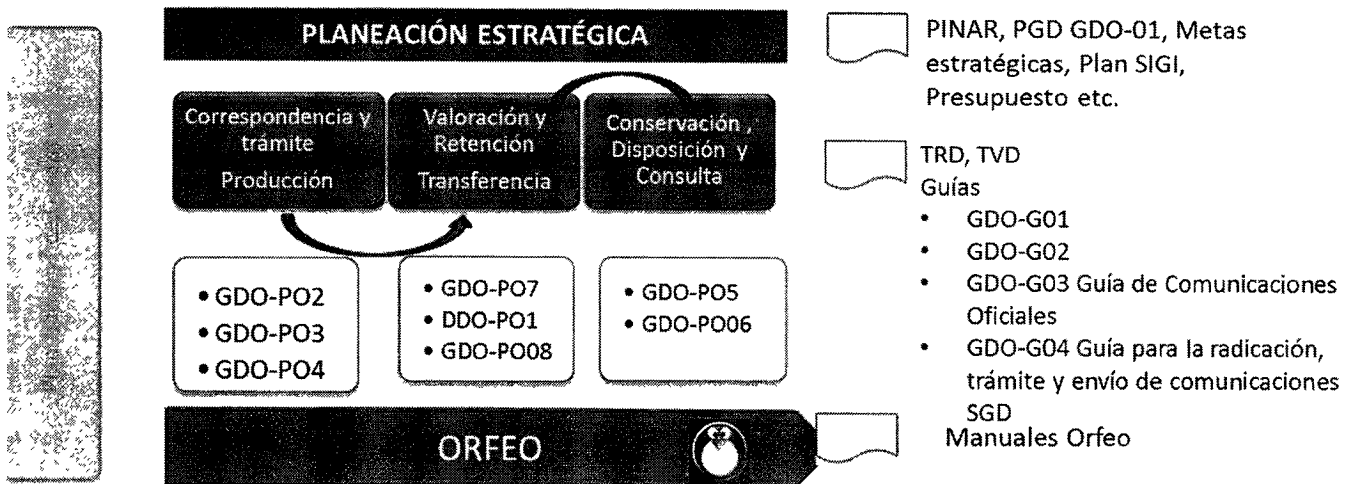 PLANEACIÓN ESTRATÉGICA
Correspondencia y
trámite
Producción
Valoración y
Retención
Transferencia
Conservación ,
Disposición y
Consulta
• GDO-PO2
• GDO-PO3
• GDO-PO4
• GDO-PO7
• DDO-PO1
• GDO-PO08
• GDO-PO5
• GDO-PO06
ORFEO
PINAR, PGD GDO-01, Metas
estratégicas, Plan SIGI,
Presupuesto etc.
TRD, TVD
Guías
• GDO-G01
• GDO-G02
• GDO-G03 Guía de Comunicaciones
Oficiales
• GDO-G04 Guía para la radicación,
trámite y envío de comunicaciones
SGD
Manuales Orfeo